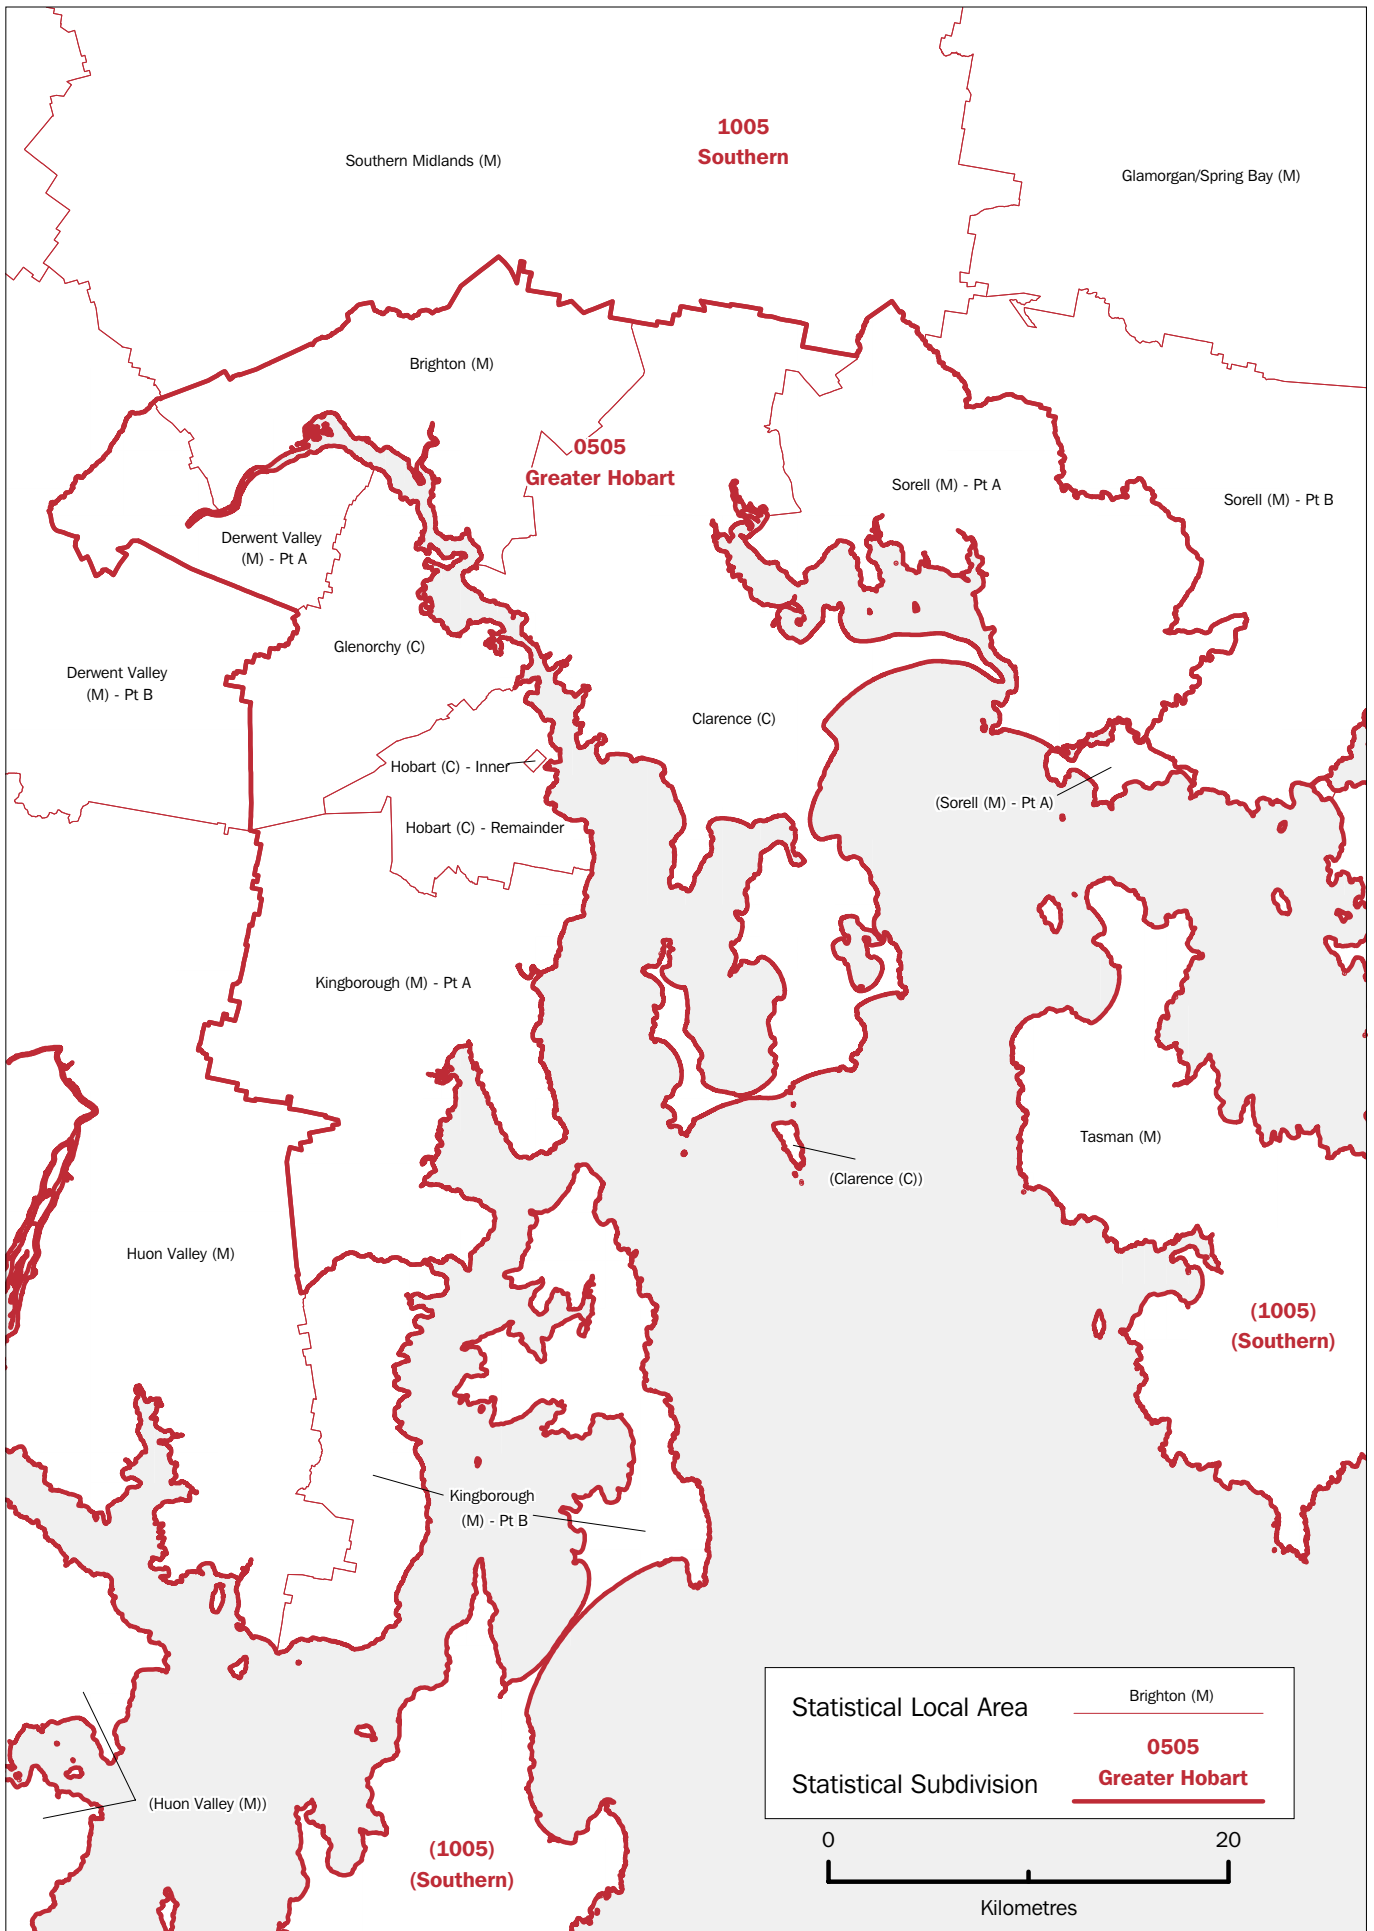 1005
Southern
Southern Midlands (M)
Glamorgan/Spring Bay (M)
Brighton (M)
0505
Greater Hobart
Sorell (M) - Pt A
Sorell (M) - Pt B
Derwent Valley
(M) - Pt A
Glenorchy (C)
Derwent Valley
(M) - Pt B
Clarence (C)
Hobart (C) - Inner
(Sorell (M) - Pt A)
Hobart (C) - Remainder
Kingborough (M) - Pt A
Tasman (M)
(Clarence (C))
Huon Valley (M)
(1005)
(Southern)
Kingborough
(M) - Pt B
(Huon Valley (M))
(1005)
(Southern)
Statistical Local Area
Brighton (M)
0505
Greater Hobart
Statistical Subdivision
0 20
Kilometres